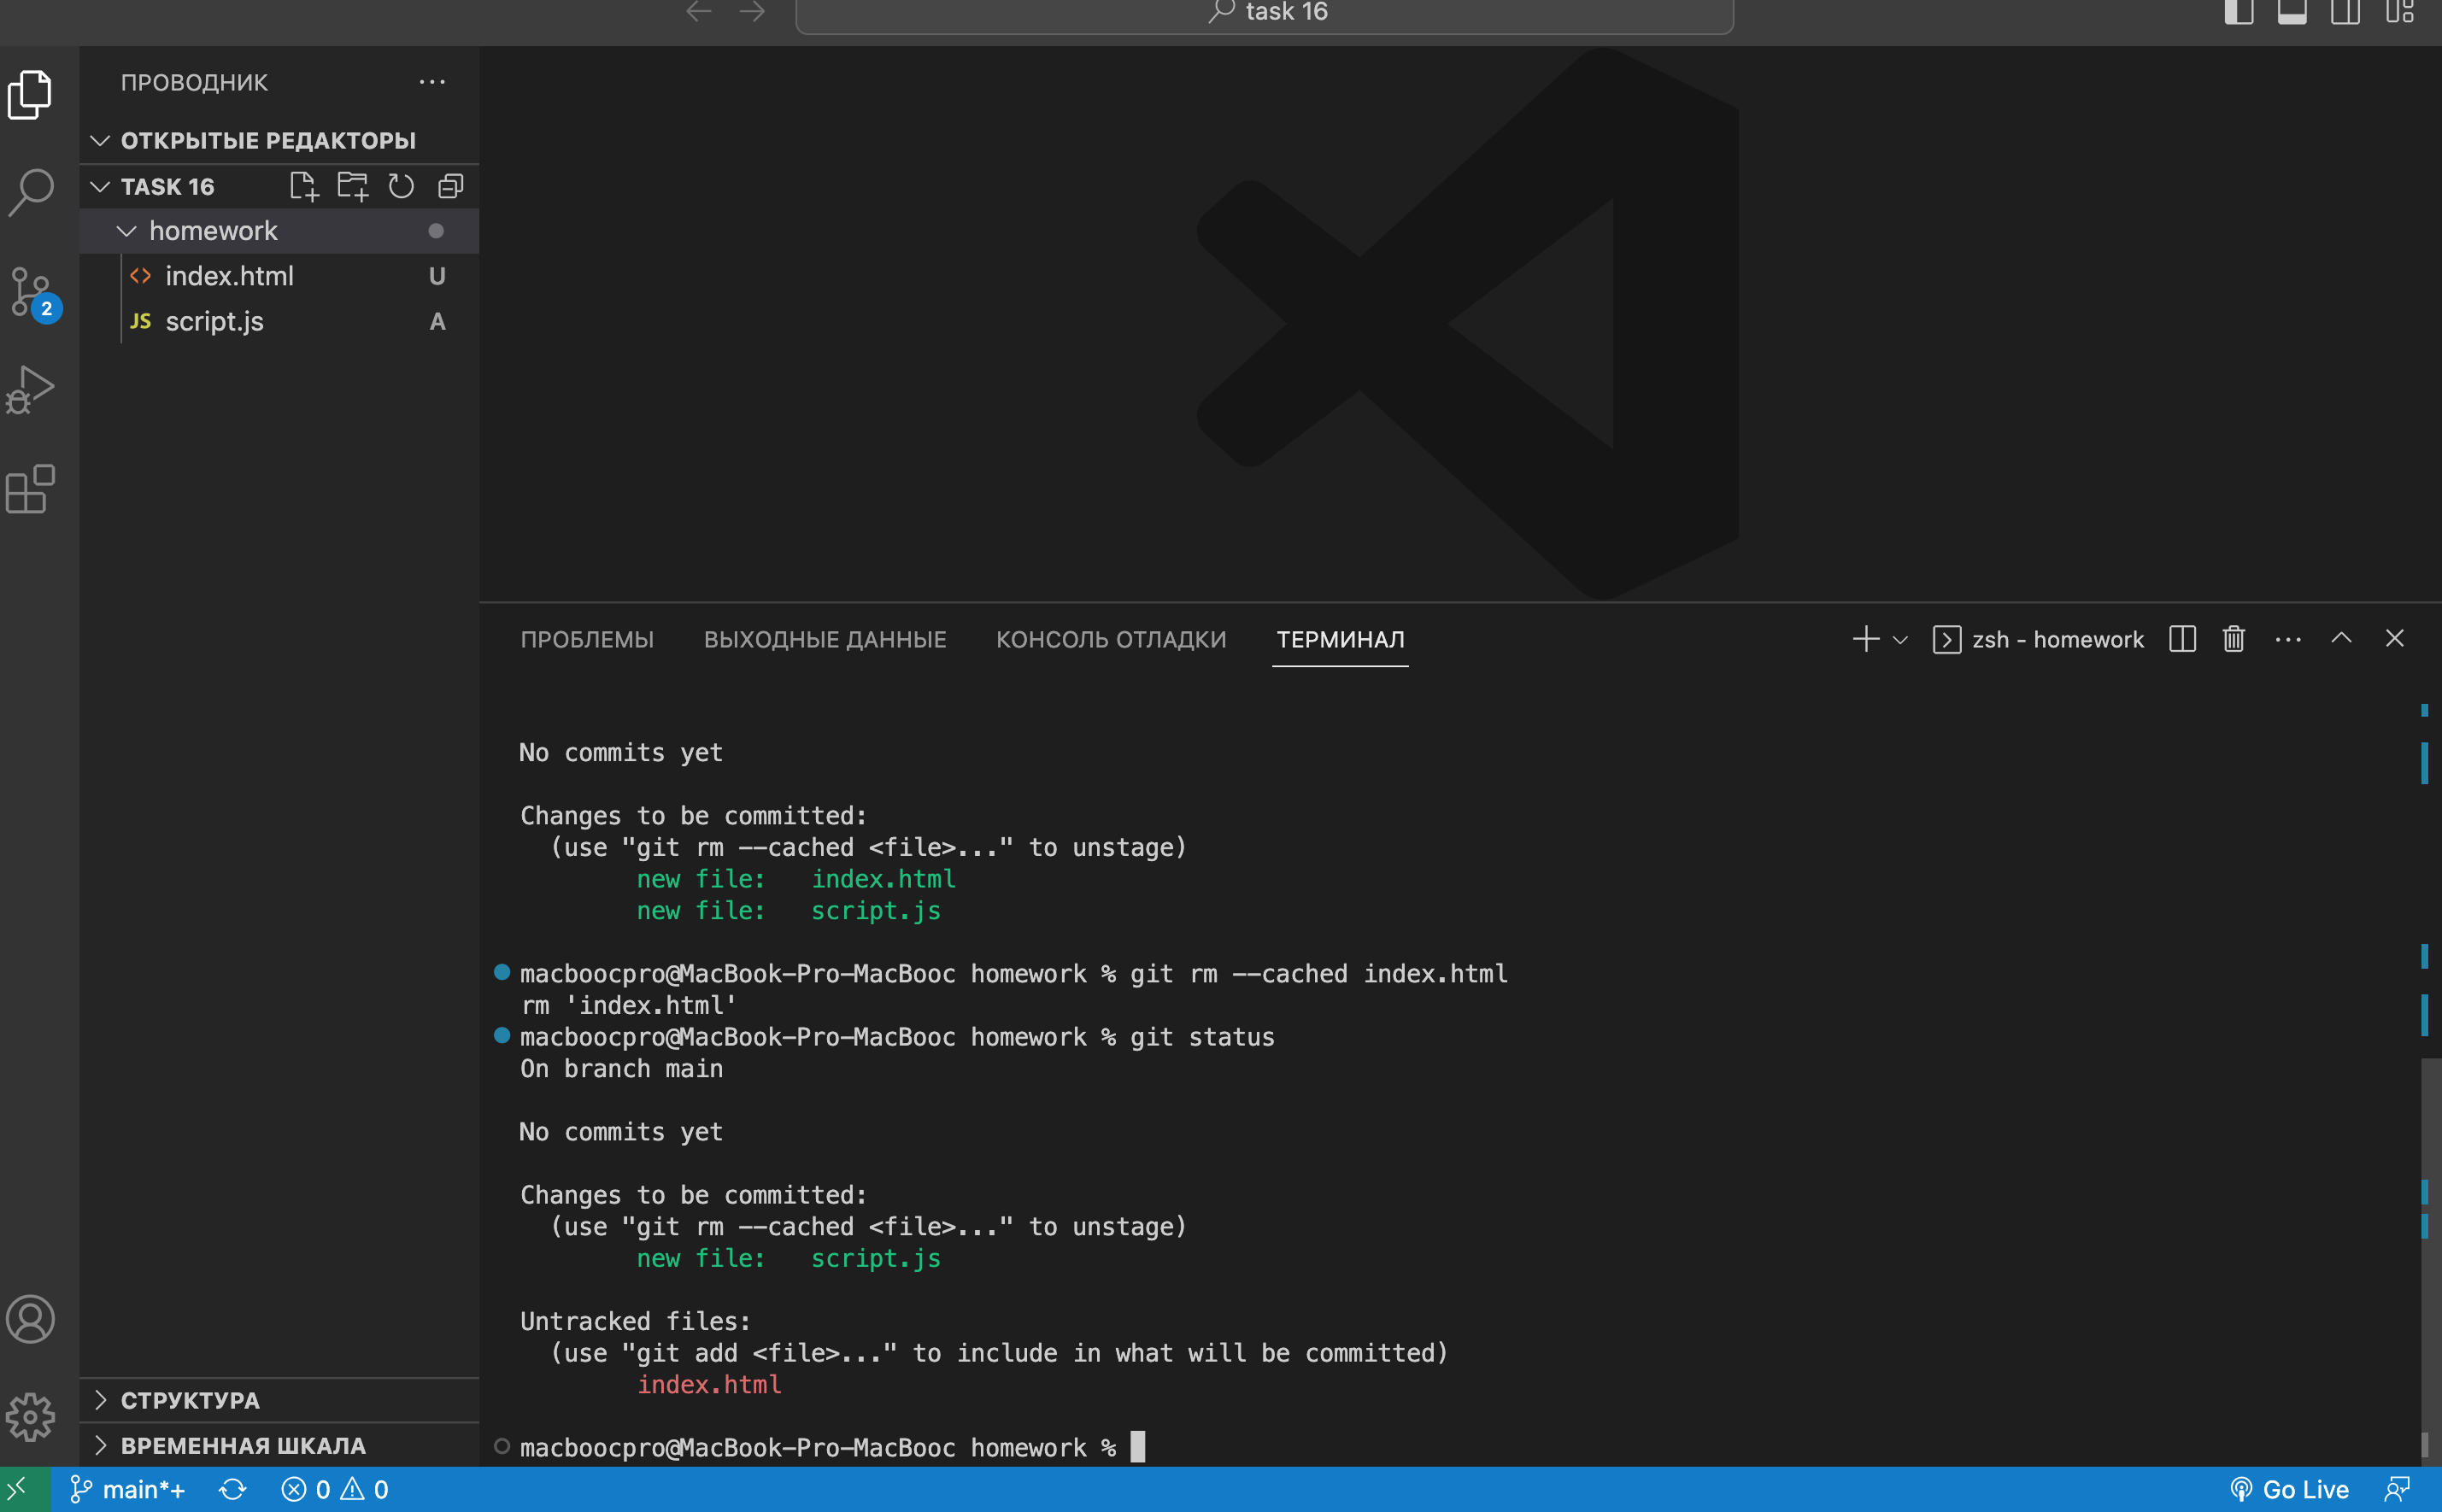 task 16
ПРОВОДНИК
ОТКРЫТЫЕ РЕДАКТОРЫ
TASK 16
homework
index.html U
JS script.js A
2
СТРУКТУРА
ВРЕМЕННАЯ ШКАЛА
ПРОБЛЕМЫ ВЫХОДНЫЕ ДАННЫЕ КОНСОЛЬ ОТЛАДКИ ТЕРМИНАЛ zsh - homework
No commits yet
Changes to be committed:
(use "git rm --cached <file>..." to unstage)
new file: index.html
new file: script.js
macboocpro@MacBook-Pro-MacBooc homework % git rm --cached index.html
rm 'index.html'
macboocpro@MacBook-Pro-MacBooc homework % git status
On branch main
No commits yet
Changes to be committed:
(use "git rm --cached <file>..." to unstage)
new file: script.js
Untracked files:
(use "git add <file>..." to include in what will be committed)
index.html
macboocpro@MacBook-Pro-MacBooc homework %
main*+ 0 0 Go Live